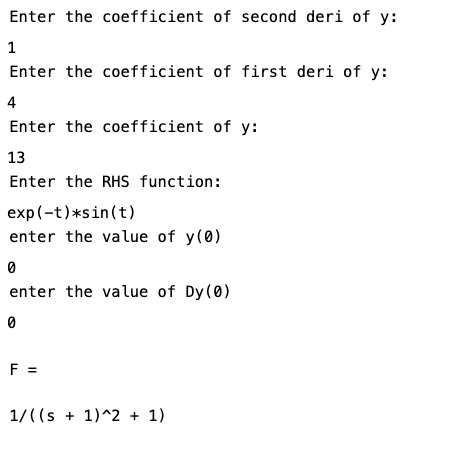 Enter the coefficient of second deri of y:
1
Enter the coefficient of first deri of y:
4
Enter the coefficient of y:
13
Enter the RHS function:
exp(-t)*sin(t)
enter the value of y(0)
0
enter the value of Dy(0)
0
F =
1/((s + 1)^2 + 1)